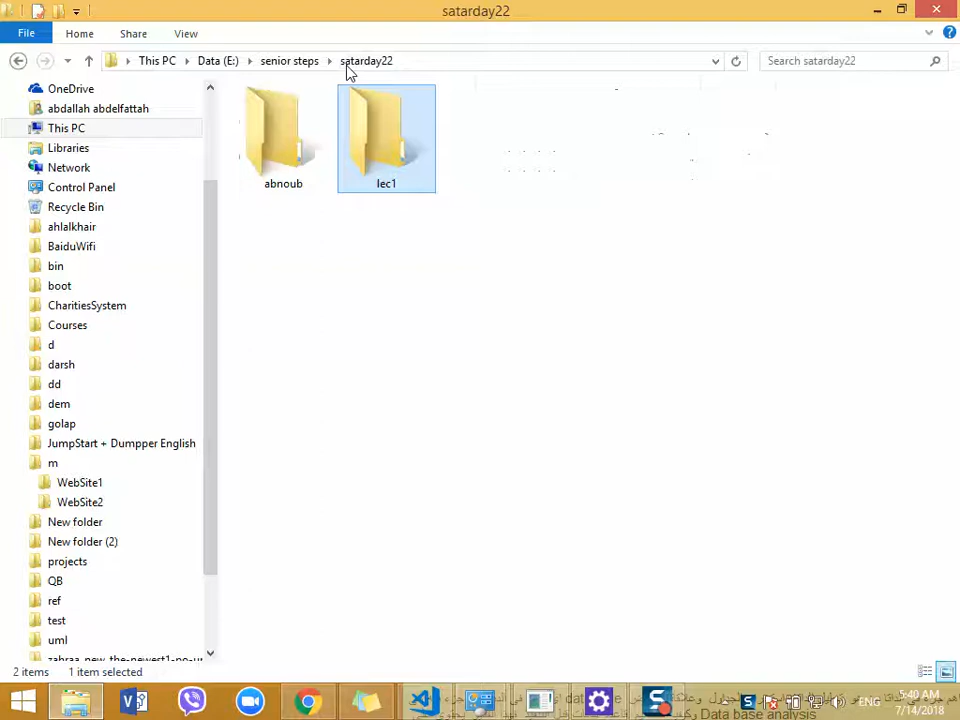 satarday22
File
Home
Share
View
This PC
Data (E:)
senior steps
satarday22
Search satarday22
OneDrive
abdallah abdelfattah
This PC
Libraries
Network
Control Panel
Recycle Bin
ahlalkhair
BaiduWifi
bin
boot
CharitiesSystem
Courses
d
darsh
dd
dem
golap
JumpStart + Dumpper English
m
WebSite1
WebSite2
New folder
New folder (2)
projects
QB
ref
test
uml
abnoub
lec1
2 items
1 item selected
ENG
5:40 AM
7/14/2018
Data base analysis